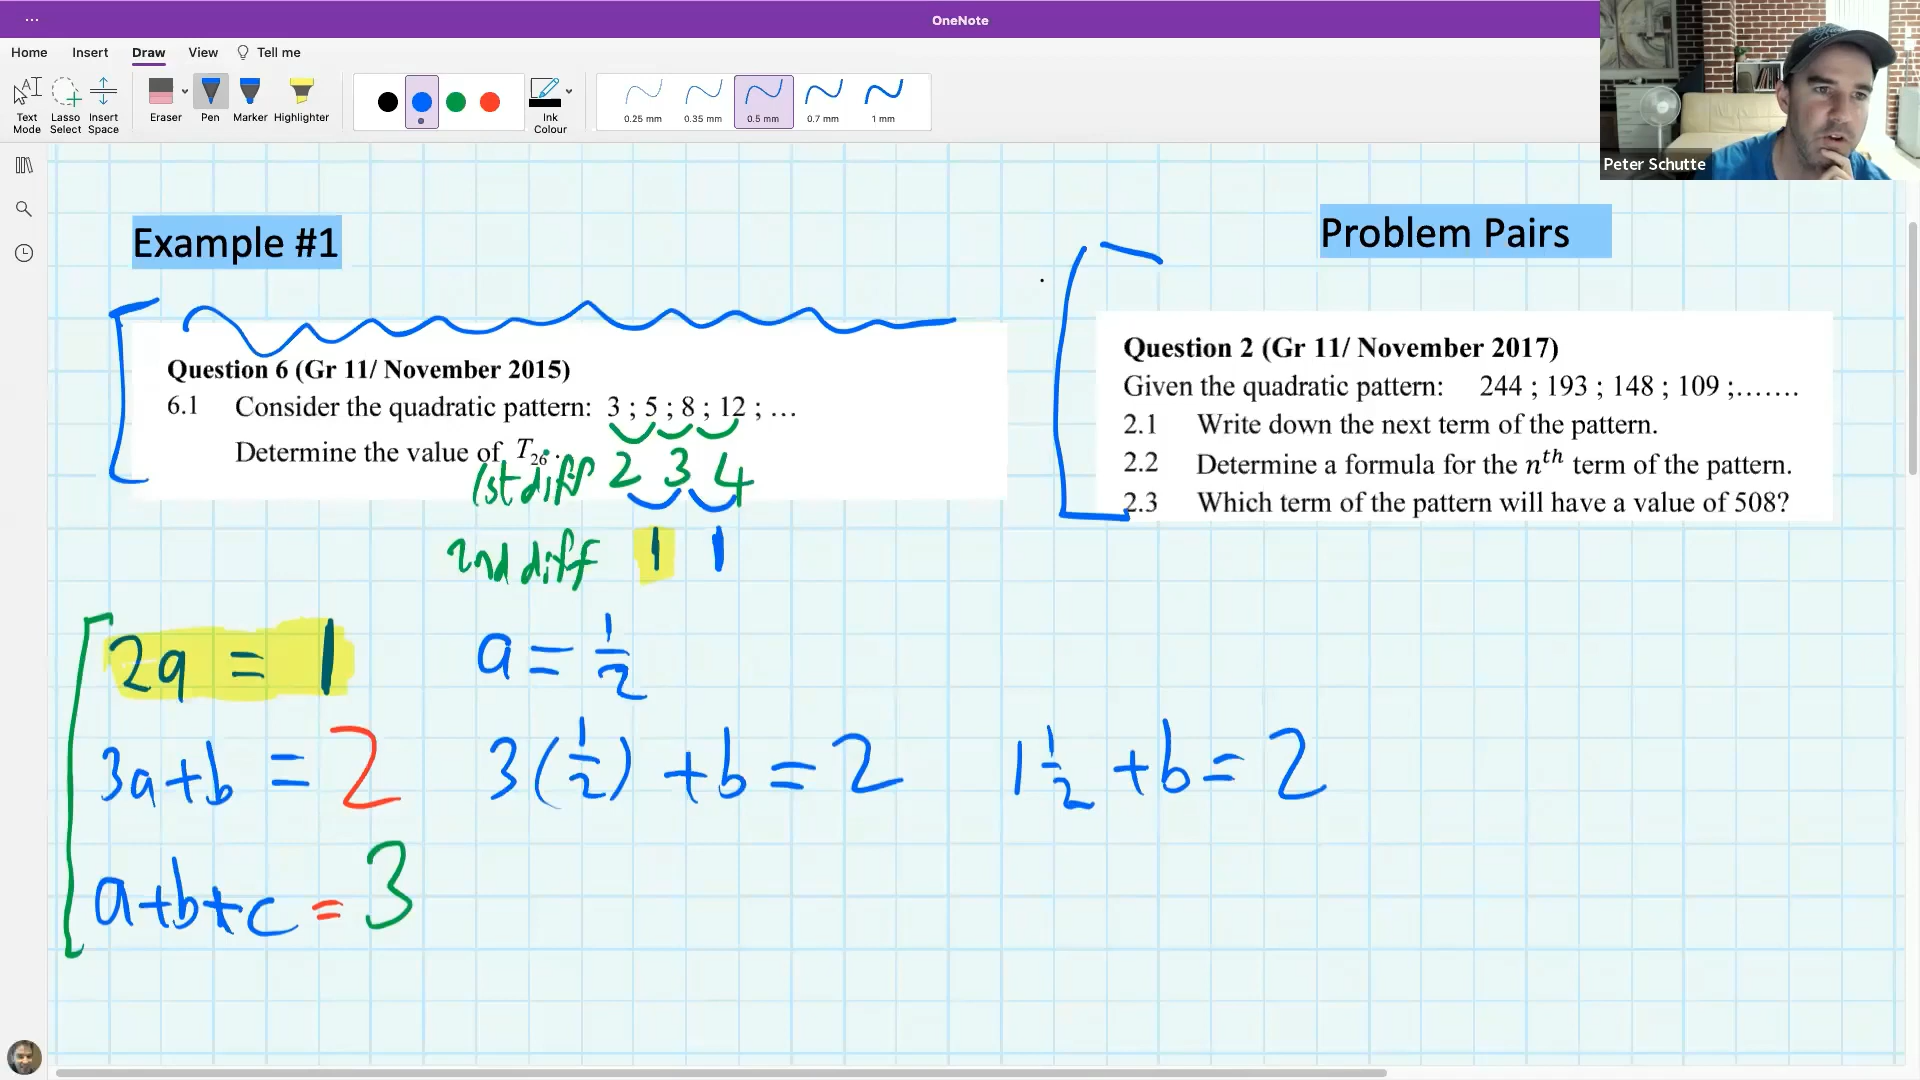 OneNote
Home Insert Draw View Tell me
Text Mode
Lasso Select
Insert Space
Eraser
Pen
Marker
Highlighter
Ink Colour
0.25 mm 0.35 mm 0.5 mm 0.7 mm 1 mm
Peter Schutte
Example #1
Question 6 (Gr 11/ November 2015)
6.1 Consider the quadratic pattern: 3 ; 5 ; 8 ; 12 ; …
Determine the value of T₂₆.
1st diff 2 3 4
2nd diff 1 1
2a = 1 a = 1/2
3a+b = 2 3(1/2) + b = 2 1 1/2 + b = 2
a+b+c = 3
Problem Pairs
Question 2 (Gr 11/ November 2017)
Given the quadratic pattern: 244 ; 193 ; 148 ; 109 ;…….
2.1 Write down the next term of the pattern.
2.2 Determine a formula for the nᵗʰ term of the pattern.
2.3 Which term of the pattern will have a value of 508?